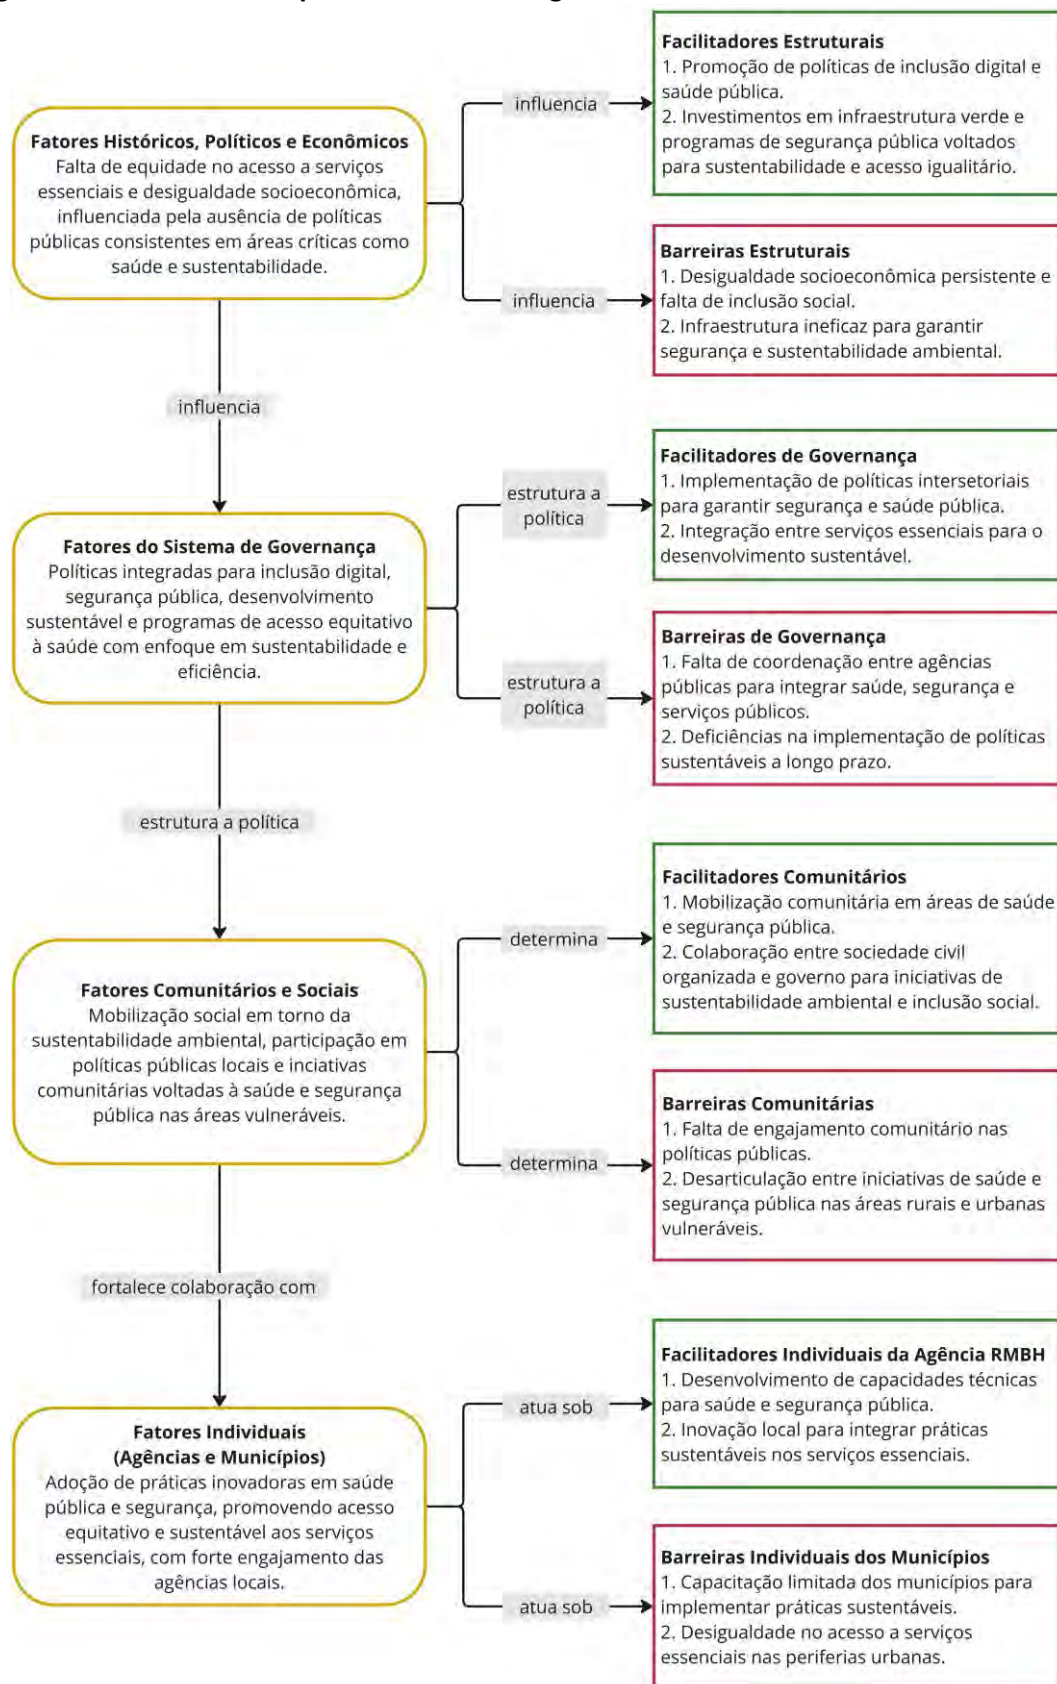 Facilitadores Estruturais
1. Promoção de políticas de inclusão digital e
saúde pública.
2. Investimentos em infraestrutura verde e
programas de segurança pública voltados
para sustentabilidade e acesso igualitário.
influencia
Fatores Históricos, Políticos e Econômicos
Falta de equidade no acesso a serviços
essenciais e desigualdade socioeconômica,
influenciada pela ausência de políticas
públicas consistentes em áreas críticas como
saúde e sustentabilidade.
influencia
Barreiras Estruturais
1. Desigualdade socioeconômica persistente e
falta de inclusão social.
2. Infraestrutura ineficaz para garantir
segurança e sustentabilidade ambiental.
influencia
Facilitadores de Governança
1. Implementação de políticas intersetoriais
para garantir segurança e saúde pública.
2. Integração entre serviços essenciais para o
desenvolvimento sustentável.
estrutura a
política
Fatores do Sistema de Governança
Políticas integradas para inclusão digital,
segurança pública, desenvolvimento
sustentável e programas de acesso equitativo
à saúde com enfoque em sustentabilidade e
eficiência.
estrutura a
política
Barreiras de Governança
1. Falta de coordenação entre agências
públicas para integrar saúde, segurança e
serviços públicos.
2. Deficiências na implementação de políticas
sustentáveis a longo prazo.
estrutura a política
Facilitadores Comunitários
1. Mobilização comunitária em áreas de saúde
e segurança pública.
2. Colaboração entre sociedade civil
organizada e governo para iniciativas de
sustentabilidade ambiental e inclusão social.
determina
Fatores Comunitários e Sociais
Mobilização social em torno da
sustentabilidade ambiental, participação em
políticas públicas locais e inciativas
comunitárias voltadas à saúde e segurança
pública nas áreas vulneráveis.
determina
Barreiras Comunitárias
1. Falta de engajamento comunitário nas
políticas públicas.
2. Desarticulação entre iniciativas de saúde e
segurança pública nas áreas rurais e urbanas
vulneráveis.
fortalece colaboração com
Facilitadores Individuais da Agência RMBH
1. Desenvolvimento de capacidades técnicas
para saúde e segurança pública.
2. Inovação local para integrar práticas
sustentáveis nos serviços essenciais.
atua sob
Fatores Individuais
(Agências e Municípios)
Adoção de práticas inovadoras em saúde
pública e segurança, promovendo acesso
equitativo e sustentável aos serviços
essenciais, com forte engajamento das
agências locais.
atua sob
Barreiras Individuais dos Municípios
1. Capacitação limitada dos municípios para
implementar práticas sustentáveis.
2. Desigualdade no acesso a serviços
essenciais nas periferias urbanas.